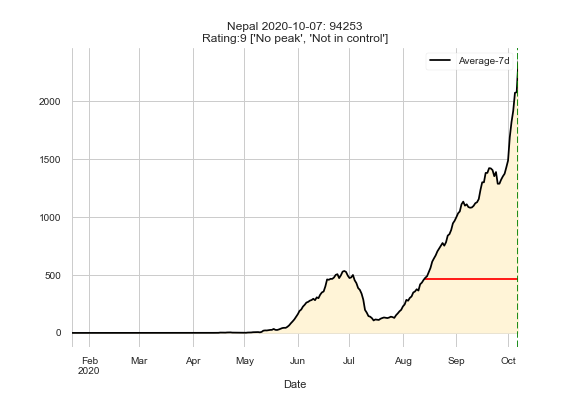 Nepal 2020-10-07: 94253
Rating:9 ['No peak', 'Not in control']
Average-7d
2000
1500
1000
500
0
Feb
2020
Mar
Apr
May
Jun
Jul
Aug
Sep
Oct
Date